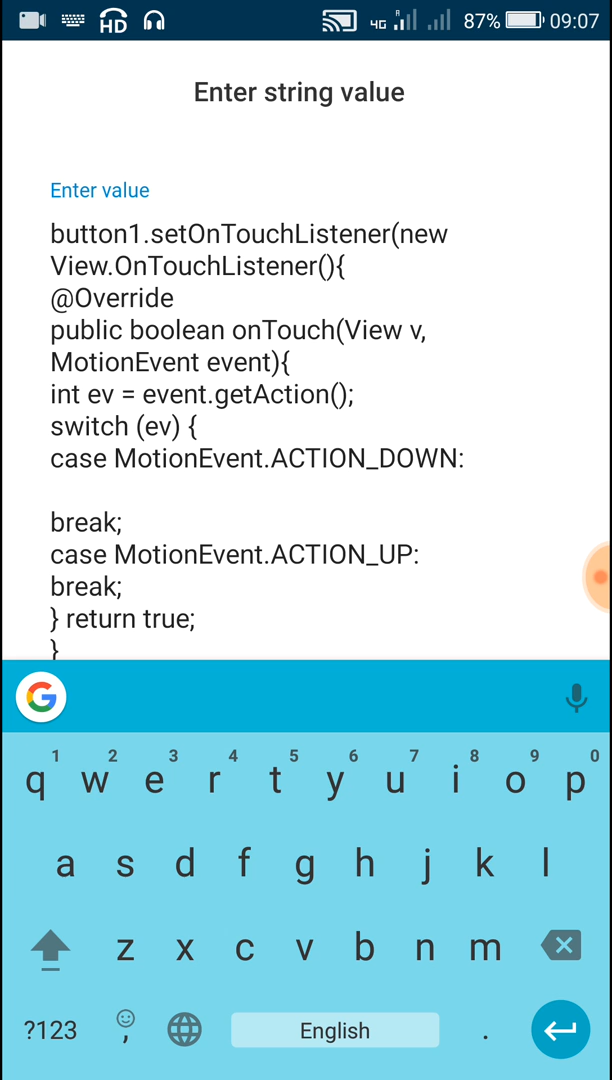 HD 4G R 87% 09:07
Enter string value
Enter value
button1.setOnTouchListener(new
View.OnTouchListener(){
@Override
public boolean onTouch(View v,
MotionEvent event){
int ev = event.getAction();
switch (ev) {
case MotionEvent.ACTION_DOWN:
break;
case MotionEvent.ACTION_UP:
break;
} return true;
}
G
1 2 3 4 5 6 7 8 9 0
q w e r t y u i o p
a s d f g h j k l
z x c v b n m
?123 , English .